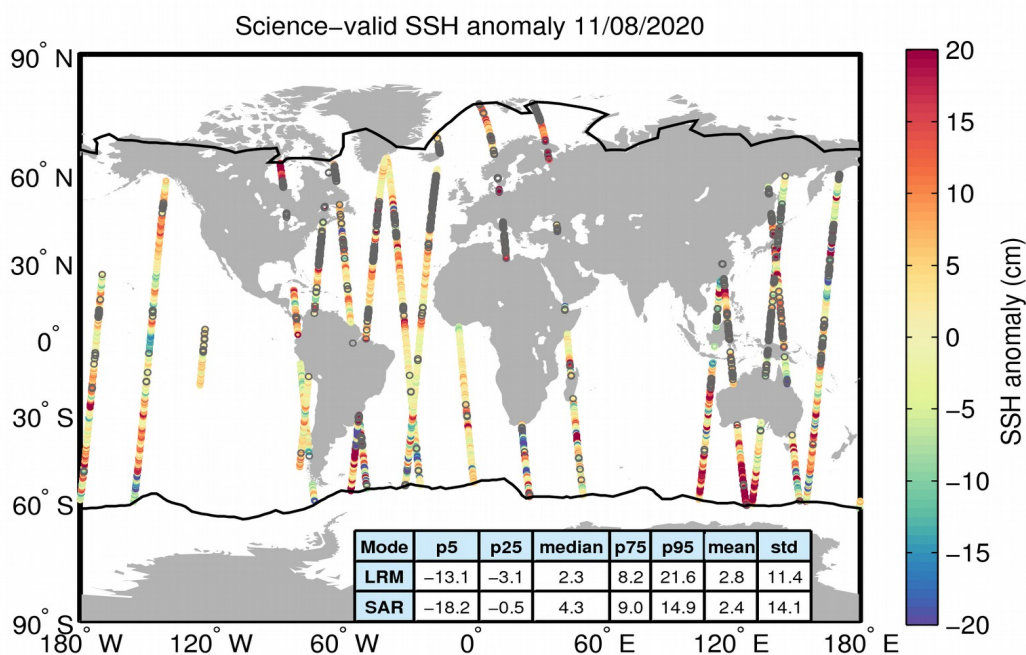 Science−valid SSH anomaly 11/08/2020
90° N
60° N
30° N
0°
30° S
60° S
90° S
180° W
120° W
60° W
0°
60° E
120° E
180° E
Mode p5 p25 median p75 p95 mean std
LRM −13.1 −3.1 2.3 8.2 21.6 2.8 11.4
SAR −18.2 −0.5 4.3 9.0 14.9 2.4 14.1
20
15
10
5
0
−5
−10
−15
−20
SSH anomaly (cm)